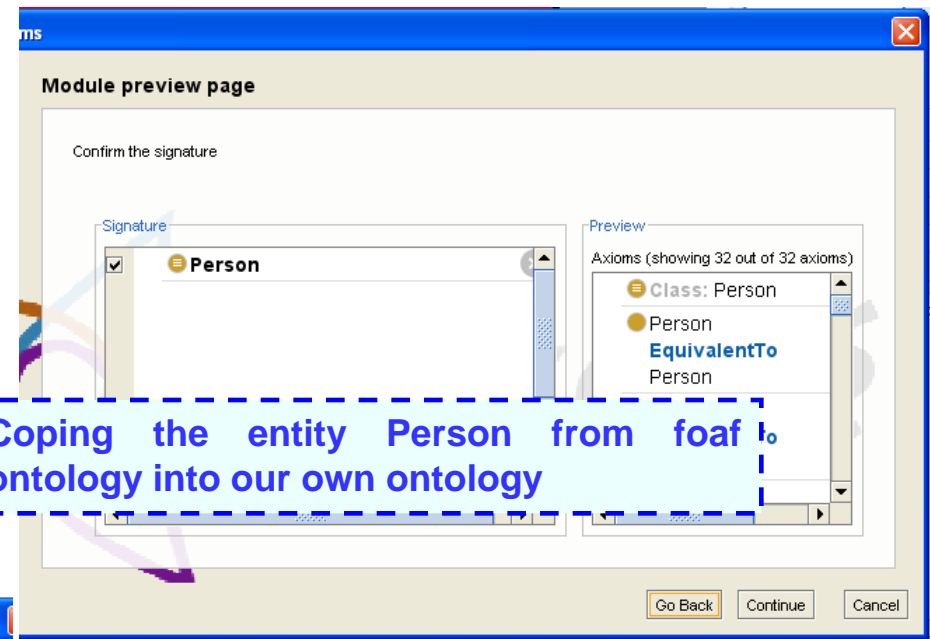 ms
Module preview page
Confirm the signature
Signature
Person
Preview
Axioms (showing 32 out of 32 axioms)
Class: Person
Person
EquivalentTo
Person
Coping the entity Person from foaf
ontology into our own ontology
Go Back
Continue
Cancel